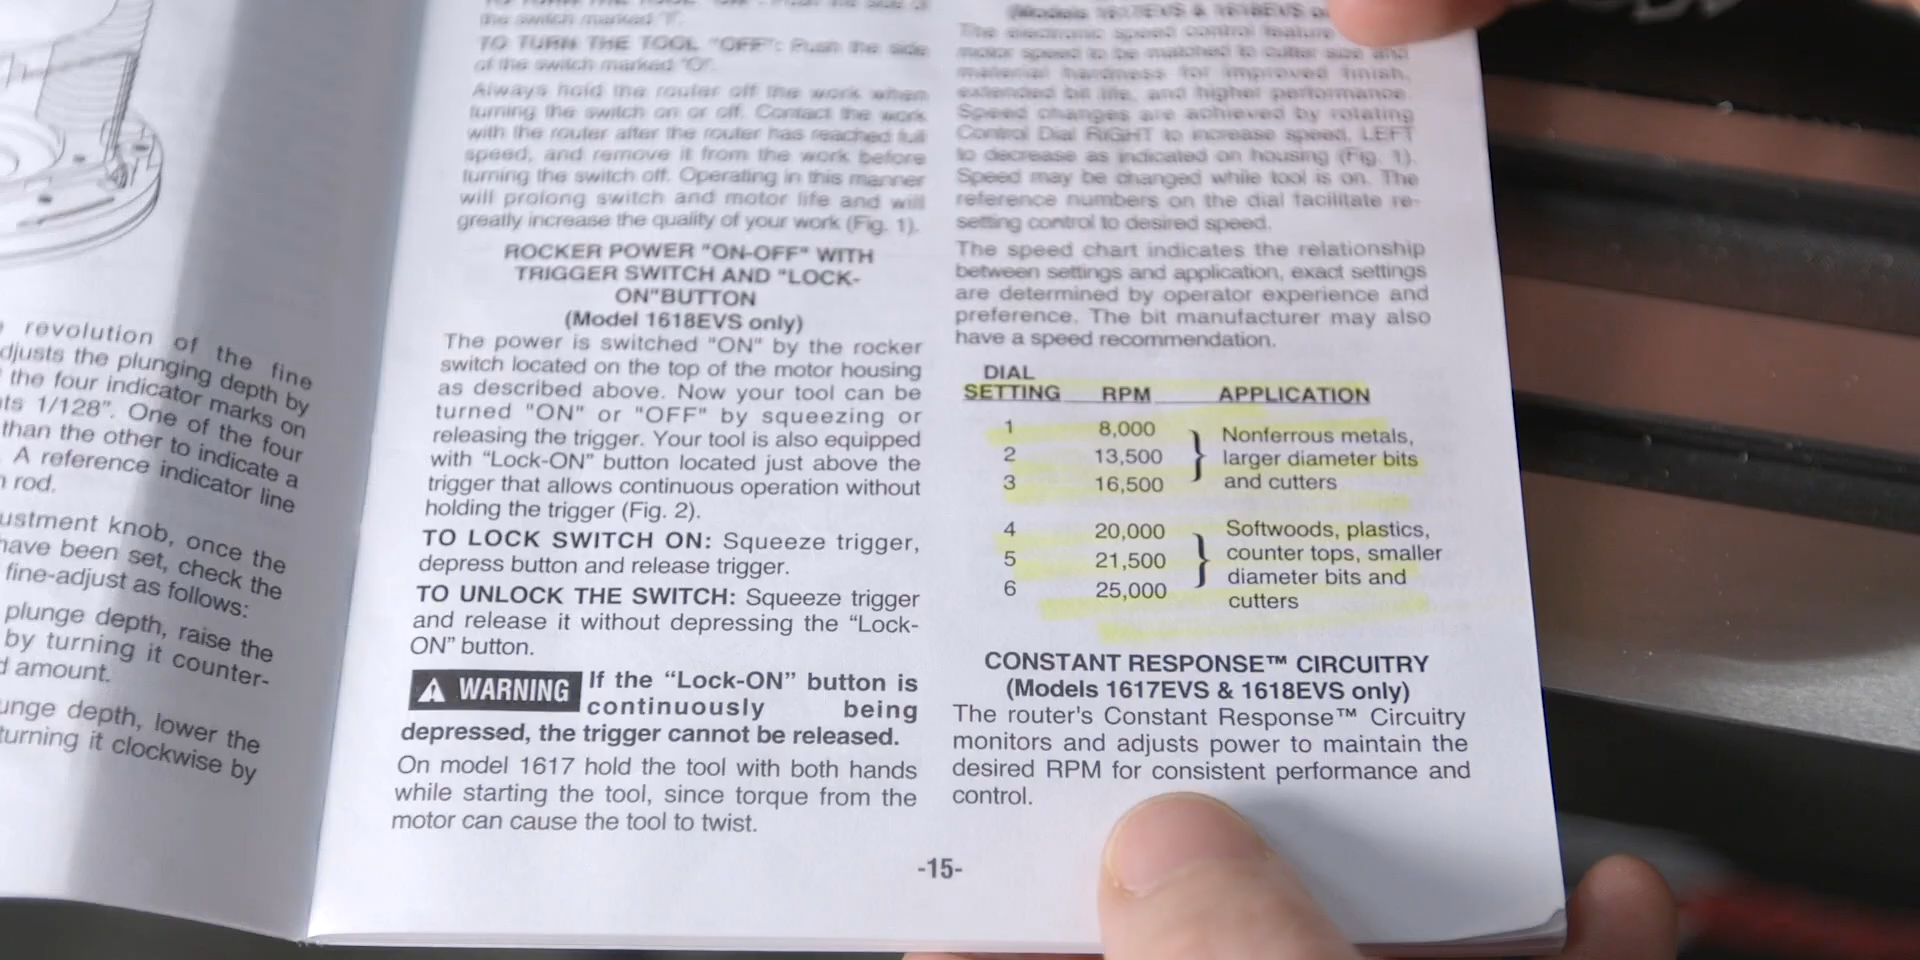 revolution of the fine
djusts the plunging depth by
the four indicator marks on
ts 1/128". One of the four
than the other to indicate a
A reference indicator line
rod.
ustment knob, once the
have been set, check the
fine-adjust as follows:
plunge depth, raise the
by turning it counter-
d amount.
unge depth, lower the
turning it clockwise by
the switch marked "I".
TO TURN THE TOOL "OFF": Push the side
of the switch marked "O".
Always hold the router off the work when
turning the switch on or off. Contact the work
with the router after the router has reached full
speed, and remove it from the work before
turning the switch off. Operating in this manner
will prolong switch and motor life and will
greatly increase the quality of your work (Fig. 1).
ROCKER POWER "ON-OFF" WITH
TRIGGER SWITCH AND "LOCK-
ON"BUTTON
(Model 1618EVS only)
The power is switched "ON" by the rocker
switch located on the top of the motor housing
as described above. Now your tool can be
turned "ON" or "OFF" by squeezing or
releasing the trigger. Your tool is also equipped
with “Lock-ON” button located just above the
trigger that allows continuous operation without
holding the trigger (Fig. 2).
TO LOCK SWITCH ON: Squeeze trigger,
depress button and release trigger.
TO UNLOCK THE SWITCH: Squeeze trigger
and release it without depressing the “Lock-
ON” button.
WARNING If the “Lock-ON” button is
continuously being
depressed, the trigger cannot be released.
On model 1617 hold the tool with both hands
while starting the tool, since torque from the
motor can cause the tool to twist.
(Models 1617EVS & 1618EVS
The electronic speed control feature
motor speed to be matched to cutter size and
material hardness for improved finish,
extended bit life, and higher performance.
Speed changes are achieved by rotating
Control Dial RIGHT to increase speed, LEFT
to decrease as indicated on housing (Fig. 1).
Speed may be changed while tool is on. The
reference numbers on the dial facilitate re-
setting control to desired speed.
The speed chart indicates the relationship
between settings and application, exact settings
are determined by operator experience and
preference. The bit manufacturer may also
have a speed recommendation.
DIAL
SETTING RPM APPLICATION
1 8,000 Nonferrous metals,
2 13,500 larger diameter bits
3 16,500 and cutters
4 20,000 Softwoods, plastics,
5 21,500 counter tops, smaller
6 25,000 diameter bits and
cutters
CONSTANT RESPONSE™ CIRCUITRY
(Models 1617EVS & 1618EVS only)
The router's Constant Response™ Circuitry
monitors and adjusts power to maintain the
desired RPM for consistent performance and
control.
-15-